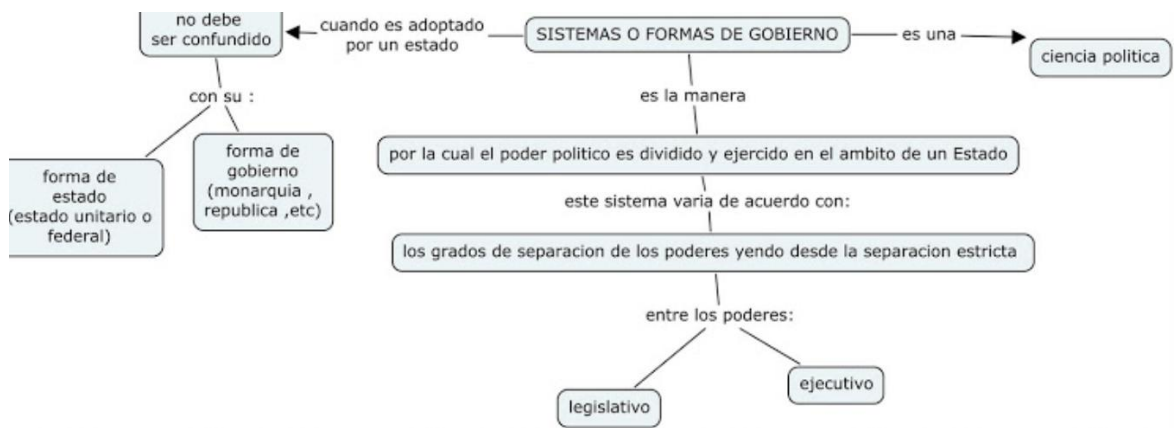 no debe
ser confundido
cuando es adoptado
por un estado
SISTEMAS O FORMAS DE GOBIERNO
es una
ciencia politica
con su :
es la manera
forma de
estado
(estado unitario o
federal)
forma de
gobierno
(monarquia ,
republica ,etc)
por la cual el poder politico es dividido y ejercido en el ambito de un Estado
este sistema varia de acuerdo con:
los grados de separacion de los poderes yendo desde la separacion estricta
entre los poderes:
legislativo
ejecutivo